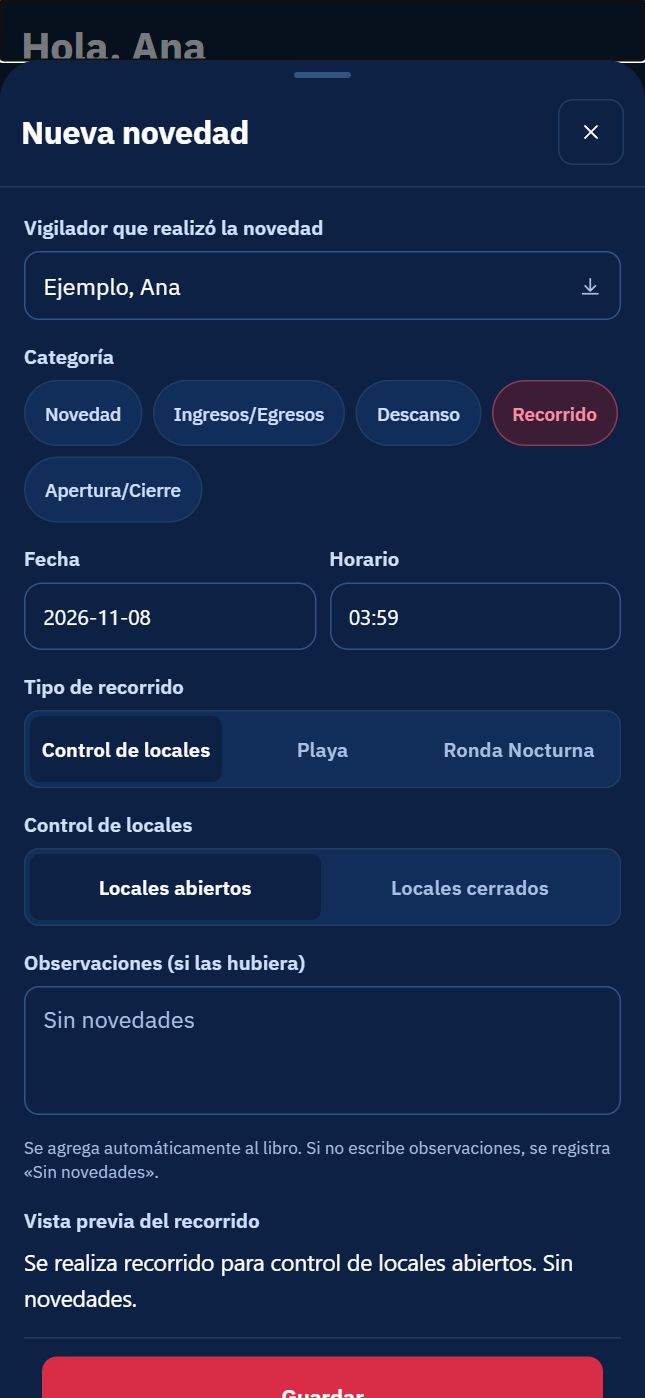 Hola, Ana
Nueva novedad
Vigilador que realizó la novedad
Ejemplo, Ana
Categoría
Novedad
Ingresos/Egresos
Descanso
Recorrido
Apertura/Cierre
Fecha
Horario
2026-11-08
03:59
Tipo de recorrido
Control de locales
Playa
Ronda Nocturna
Control de locales
Locales abiertos
Locales cerrados
Observaciones (si las hubiera)
Sin novedades
Se agrega automáticamente al libro. Si no escribe observaciones, se registra
«Sin novedades».
Vista previa del recorrido
Se realiza recorrido para control de locales abiertos. Sin
novedades.
Guardar